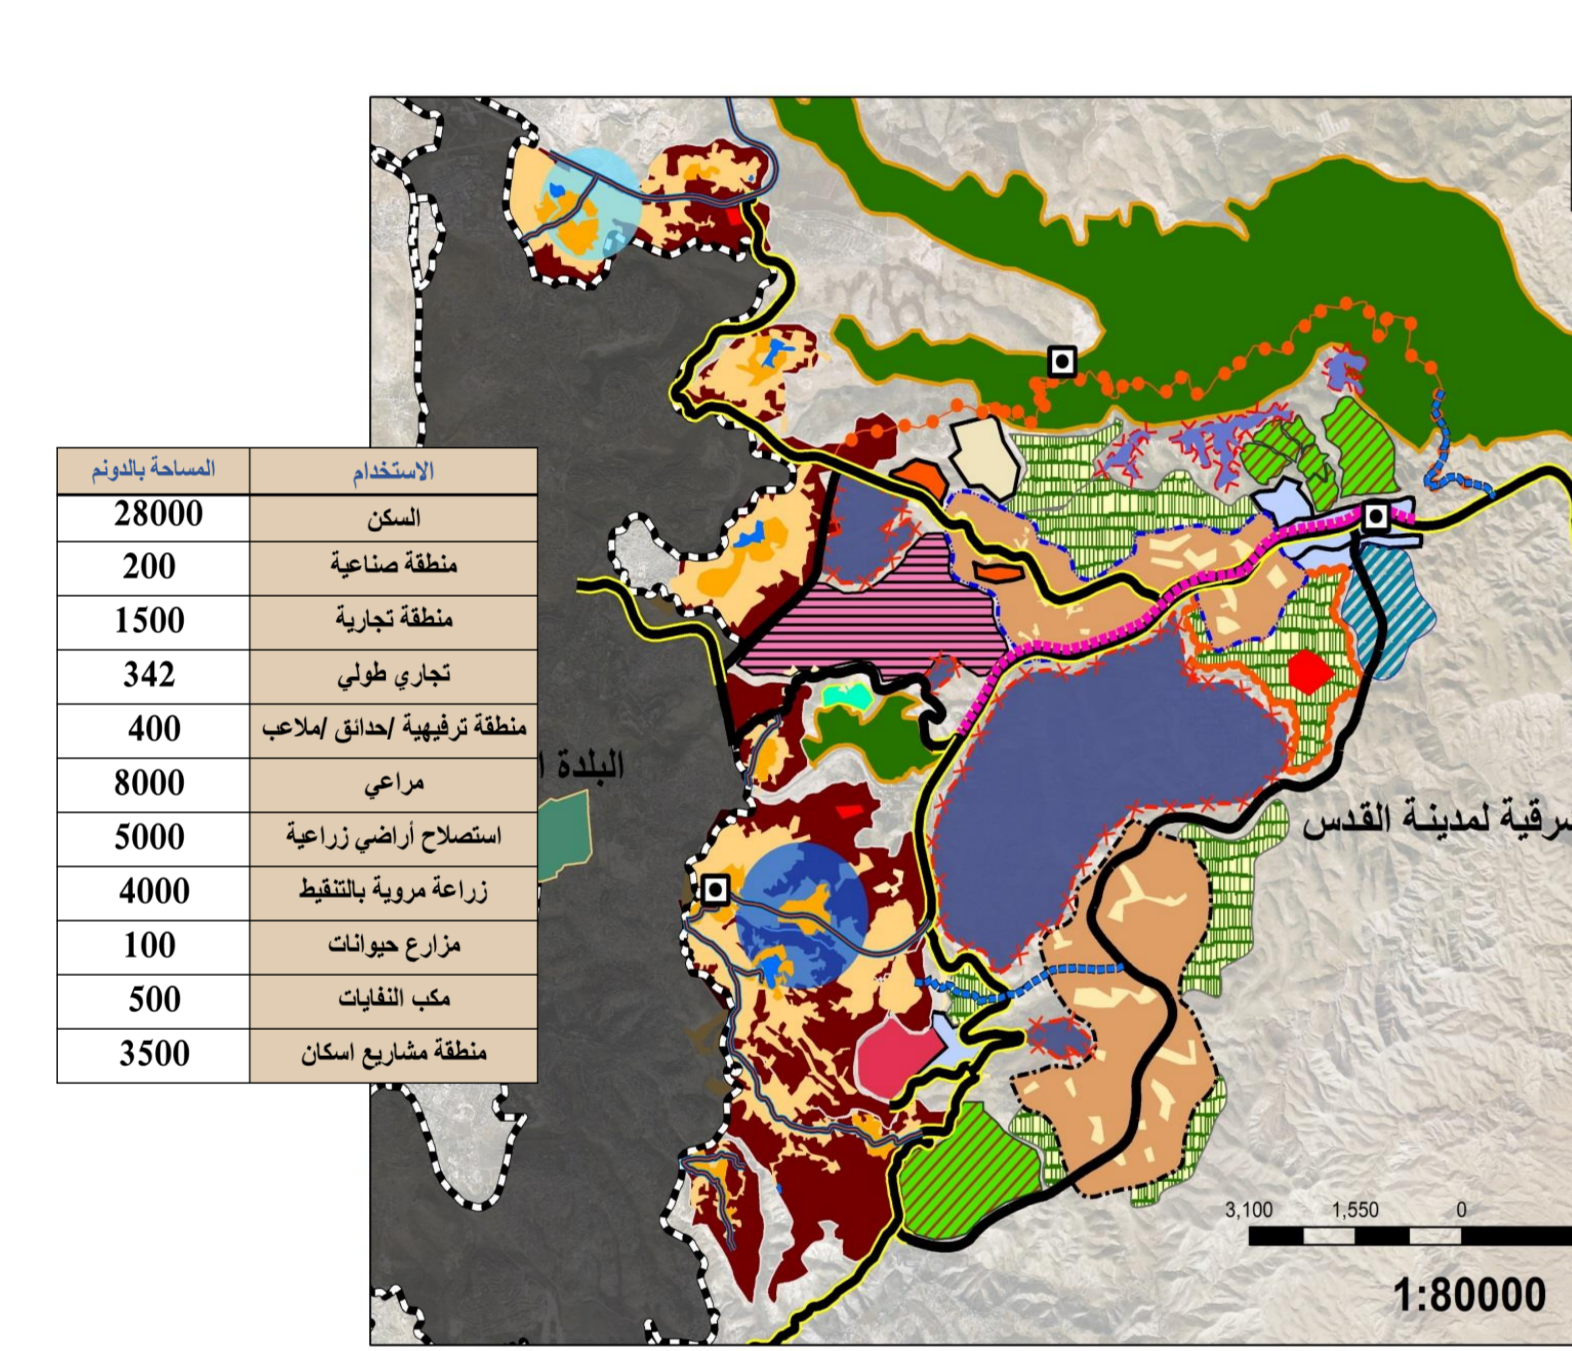 الاستخدام المساحة بالدونم
السكن 28000
منطقة صناعية 200
منطقة تجارية 1500
تجاري طولي 342
منطقة ترفيهية /حدائق /ملاعب 400
مراعي 8000
استصلاح أراضي زراعية 5000
زراعة مروية بالتنقيط 4000
مزارع حيوانات 100
مكب النفايات 500
منطقة مشاريع اسكان 3500
البلدة ا
رقية لمدينة القدس
3,100 1,550 0
1:80000